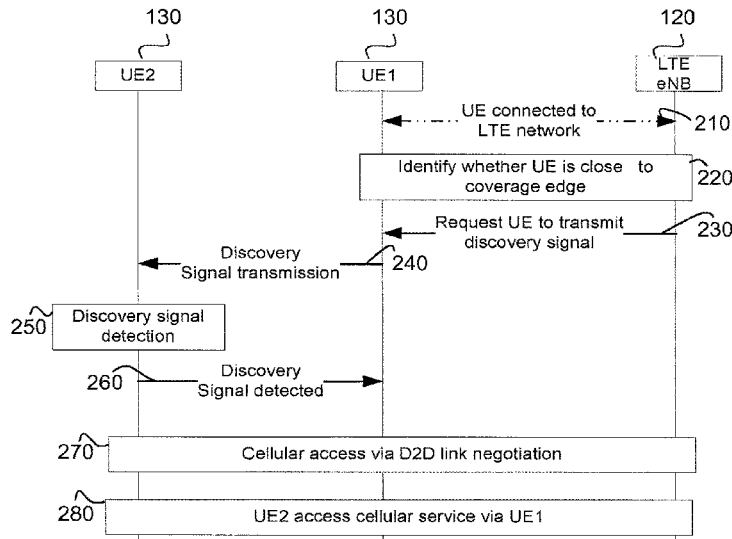 130
130
120
UE2
UE1
LTE
eNB
UE connected to
LTE network
210
Identify whether UE is close to
coverage edge
220
Request UE to transmit
discovery signal
230
Discovery
Signal transmission
240
250
Discovery signal
detection
260
Discovery
Signal detected
270
Cellular access via D2D link negotiation
280
UE2 access cellular service via UE1